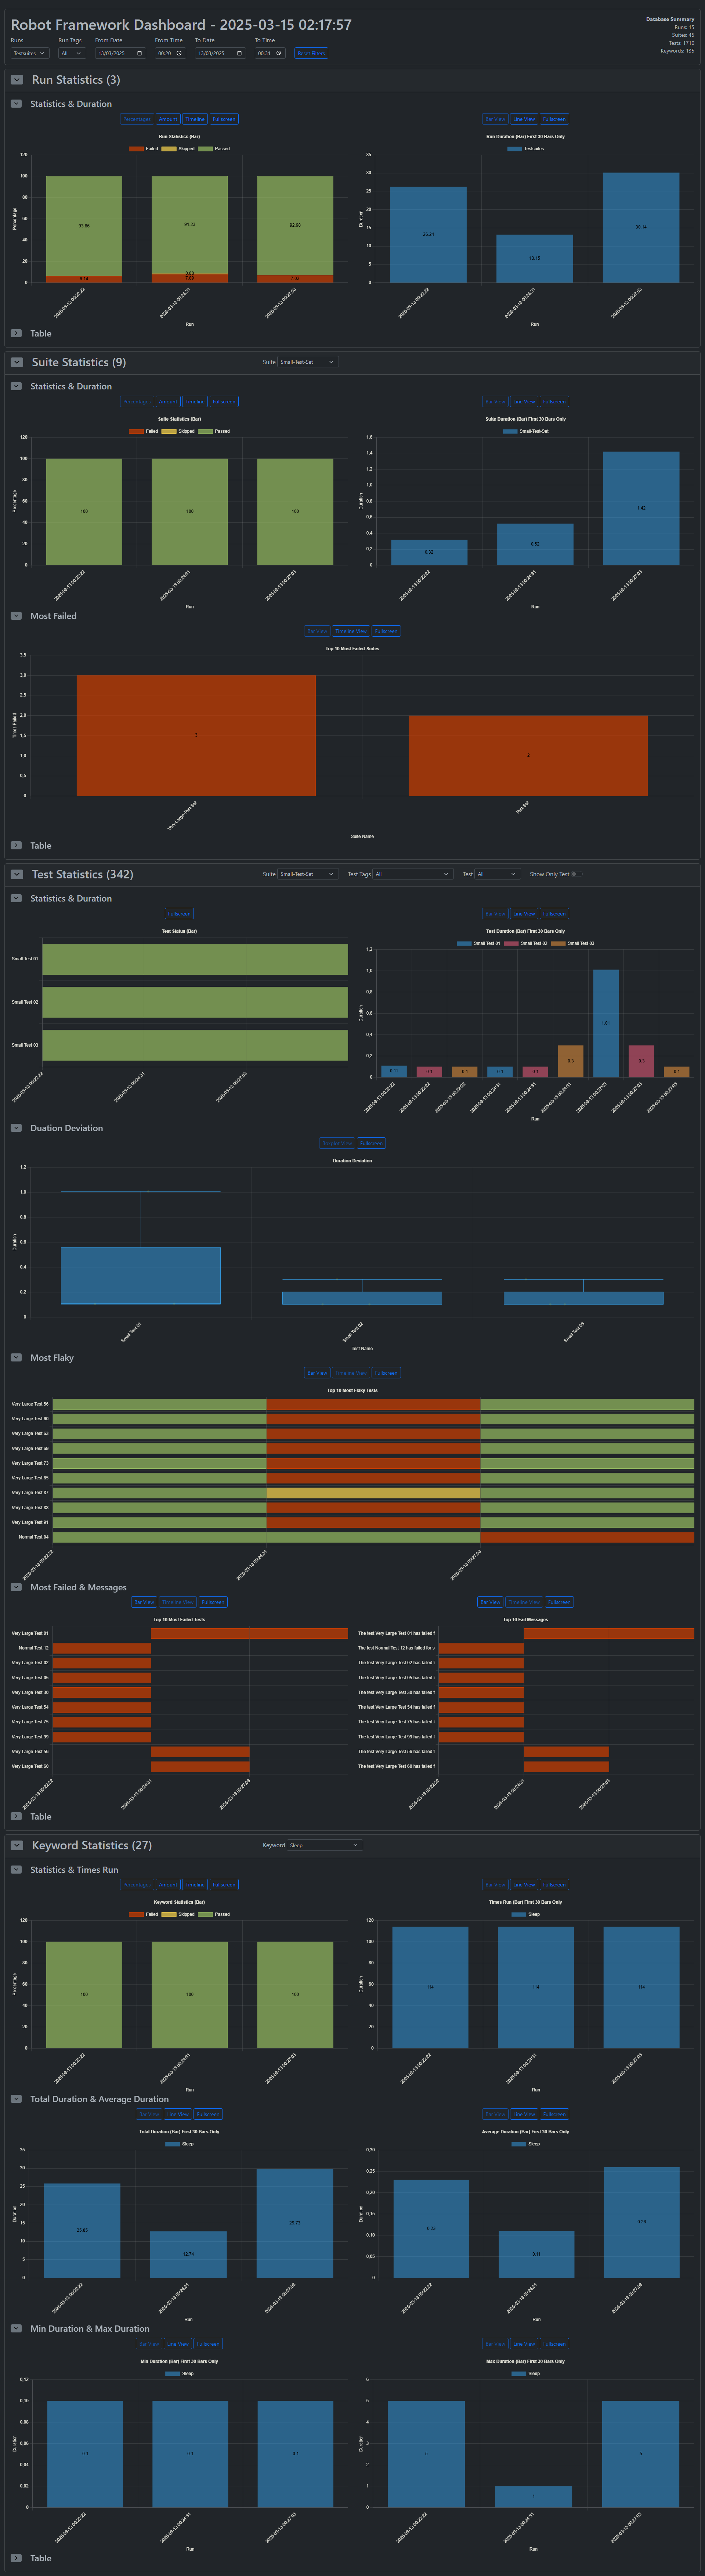 Robot Framework Dashboard - 2025-03-15 02:17:57
Database Summary
Runs: 15
Suites: 45
Tests: 1710
Keywords: 135
Runs Run Tags From Date From Time To Date To Time
Testsuites All 13/03/2025 00:20 13/03/2025 00:31 Reset Filters
Run Statistics (3)
Statistics & Duration
Percentages Amount Timeline Fullscreen
Run Statistics (Bar)
Failed Skipped Passed
Percentage
120
100
80
60
40
20
0
93.86 91.23 92.98
6.14
2025-03-13 00:22:22 2025-03-13 00:24:31 2025-03-13 00:27:03
Run
Bar View Line View Fullscreen
Run Duration (Bar) First 30 Bars Only
Testsuites
Duration
35
30
25
20
15
10
5
0
26.24 13.15 30.14
2025-03-13 00:22:22 2025-03-13 00:24:31 2025-03-13 00:27:03
Run
Table
Suite Statistics (9)
Suite Small-Test-Set
Statistics & Duration
Percentages Amount Timeline Fullscreen
Suite Statistics (Bar)
Failed Skipped Passed
Percentage
120
100
80
60
40
20
0
100 100 100
2025-03-13 00:22:22 2025-03-13 00:24:31 2025-03-13 00:27:03
Run
Bar View Line View Fullscreen
Suite Duration (Bar) First 30 Bars Only
Small-Test-Set
Duration
1,6
1,4
1,2
1,0
0,8
0,6
0,4
0,2
0
0.32 0.52 1.42
2025-03-13 00:22:22 2025-03-13 00:24:31 2025-03-13 00:27:03
Run
Most Failed
Bar View Timeline View Fullscreen
Top 10 Most Failed Suites
Times Failed
3,5
3,0
2,5
2,0
1,5
1,0
0,5
0
3 2
Very-Large-Test-Set Test-Set
Suite Name
Table
Test Statistics (342)
Suite Small-Test-Set Test Tags All Test All Show Only Test
Statistics & Duration
Fullscreen
Test Status (Bar)
Small Test 01
Small Test 02
Small Test 03
2025-03-13 00:22:22 2025-03-13 00:24:31 2025-03-13 00:27:03
Bar View Line View Fullscreen
Test Duration (Bar) First 30 Bars Only
Small Test 01 Small Test 02 Small Test 03
Duration
1,2
1,0
0,8
0,6
0,4
0,2
0
0.11 0.1 0.1 0.1 0.1 0.3 1.01 0.3 0.1
2025-03-13 00:22:22 2025-03-13 00:22:22 2025-03-13 00:22:22 2025-03-13 00:24:31 2025-03-13 00:24:31 2025-03-13 00:24:31 2025-03-13 00:27:03 2025-03-13 00:27:03 2025-03-13 00:27:03
Run
Duation Deviation
Boxplot View Fullscreen
Duration Deviation
Duration
1,2
1,0
0,8
0,6
0,4
0,2
0
Small Test 01 Small Test 02 Small Test 03
Test Name
Most Flaky
Bar View Timeline View Fullscreen
Top 10 Most Flaky Tests
Very Large Test 56
Very Large Test 60
Very Large Test 63
Very Large Test 69
Very Large Test 73
Very Large Test 85
Very Large Test 87
Very Large Test 88
Very Large Test 91
Normal Test 04
2025-03-13 00:22:22 2025-03-13 00:24:31 2025-03-13 00:27:03
Most Failed & Messages
Bar View Timeline View Fullscreen
Top 10 Most Failed Tests
Very Large Test 01
Normal Test 12
Very Large Test 02
Very Large Test 05
Very Large Test 30
Very Large Test 54
Very Large Test 75
Very Large Test 99
Very Large Test 56
Very Large Test 60
2025-03-13 00:22:22 2025-03-13 00:24:31 2025-03-13 00:27:03
Bar View Timeline View Fullscreen
Top 10 Fail Messages
The test Very Large Test 01 has failed f
The test Normal Test 12 has failed for s
The test Very Large Test 02 has failed f
The test Very Large Test 05 has failed f
The test Very Large Test 30 has failed f
The test Very Large Test 54 has failed f
The test Very Large Test 75 has failed f
The test Very Large Test 99 has failed f
The test Very Large Test 56 has failed f
The test Very Large Test 60 has failed f
2025-03-13 00:22:22 2025-03-13 00:24:31 2025-03-13 00:27:03
Table
Keyword Statistics (27)
Keyword Sleep
Statistics & Times Run
Percentages Amount Timeline Fullscreen
Keyword Statistics (Bar)
Failed Skipped Passed
Percentage
120
100
80
60
40
20
0
100 100 100
2025-03-13 00:22:22 2025-03-13 00:24:31 2025-03-13 00:27:03
Run
Bar View Line View Fullscreen
Times Run (Bar) First 30 Bars Only
Sleep
Duration
120
100
80
60
40
20
0
114 114 114
2025-03-13 00:22:22 2025-03-13 00:24:31 2025-03-13 00:27:03
Run
Total Duration & Average Duration
Bar View Line View Fullscreen
Total Duration (Bar) First 30 Bars Only
Sleep
Duration
35
30
25
20
15
10
5
0
12.74 29.73
2025-03-13 00:22:22 2025-03-13 00:24:31 2025-03-13 00:27:03
Run
Bar View Line View Fullscreen
Average Duration (Bar) First 30 Bars Only
Sleep
Duration
0,30
0,25
0,20
0,15
0,10
0,05
0
0.23 0.11 0.26
2025-03-13 00:22:22 2025-03-13 00:24:31 2025-03-13 00:27:03
Run
Min Duration & Max Duration
Bar View Line View Fullscreen
Min Duration (Bar) First 30 Bars Only
Sleep
Duration
0,12
0,10
0,08
0,06
0,04
0,02
0
0.1 0.1 0.1
2025-03-13 00:22:22 2025-03-13 00:24:31 2025-03-13 00:27:03
Run
Bar View Line View Fullscreen
Max Duration (Bar) First 30 Bars Only
Sleep
Duration
6
5
4
3
2
1
0
5 1 5
2025-03-13 00:22:22 2025-03-13 00:24:31 2025-03-13 00:27:03
Run
Table